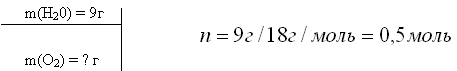 m(H₂0) = 9г
n = 9г/18г/моль = 0,5моль
m(O₂) = ? г